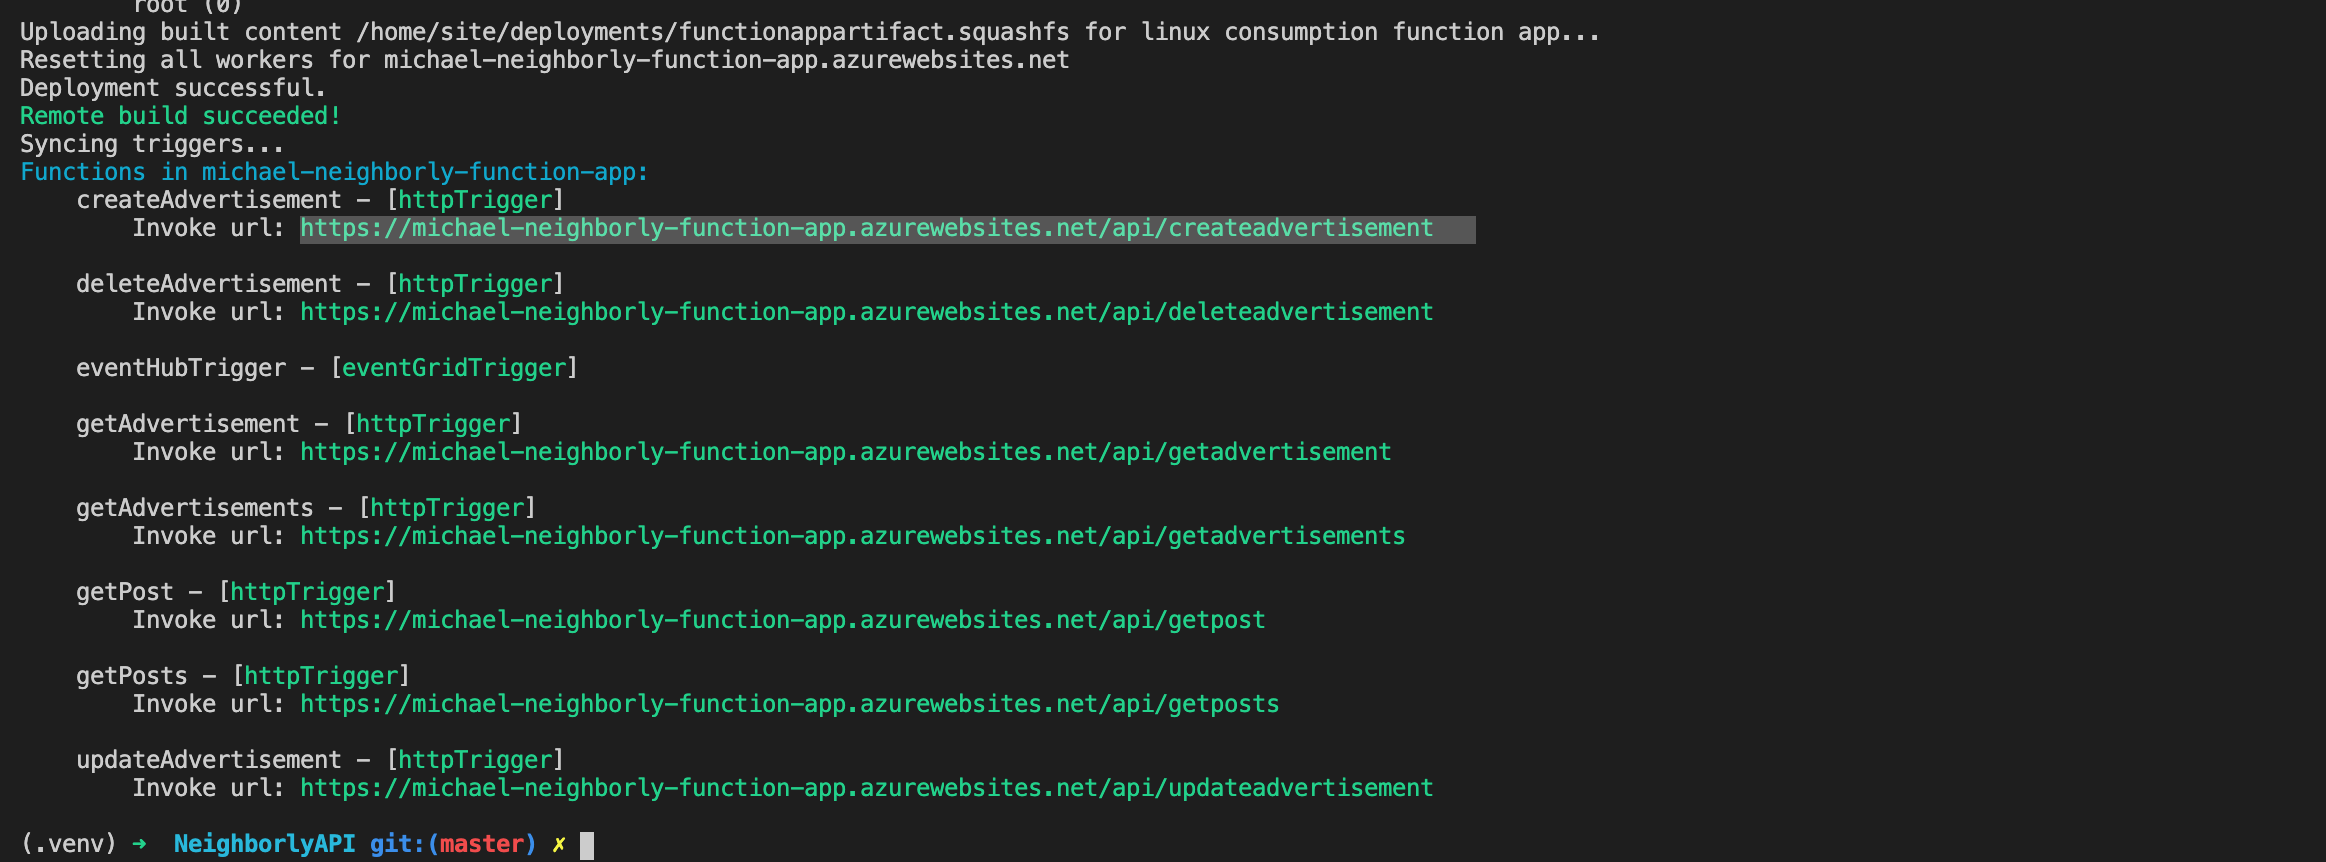 root (0)
Uploading built content /home/site/deployments/functionappartifact.squashfs for linux consumption function app...
Resetting all workers for michael-neighborly-function-app.azurewebsites.net
Deployment successful.
Remote build succeeded!
Syncing triggers...
Functions in michael-neighborly-function-app:
createAdvertisement - [httpTrigger]
Invoke url: https://michael-neighborly-function-app.azurewebsites.net/api/createadvertisement
deleteAdvertisement - [httpTrigger]
Invoke url: https://michael-neighborly-function-app.azurewebsites.net/api/deleteadvertisement
eventHubTrigger - [eventGridTrigger]
getAdvertisement - [httpTrigger]
Invoke url: https://michael-neighborly-function-app.azurewebsites.net/api/getadvertisement
getAdvertisements - [httpTrigger]
Invoke url: https://michael-neighborly-function-app.azurewebsites.net/api/getadvertisements
getPost - [httpTrigger]
Invoke url: https://michael-neighborly-function-app.azurewebsites.net/api/getpost
getPosts - [httpTrigger]
Invoke url: https://michael-neighborly-function-app.azurewebsites.net/api/getposts
updateAdvertisement - [httpTrigger]
Invoke url: https://michael-neighborly-function-app.azurewebsites.net/api/updateadvertisement
(.venv) ➜ NeighborlyAPI git:(master) ✗